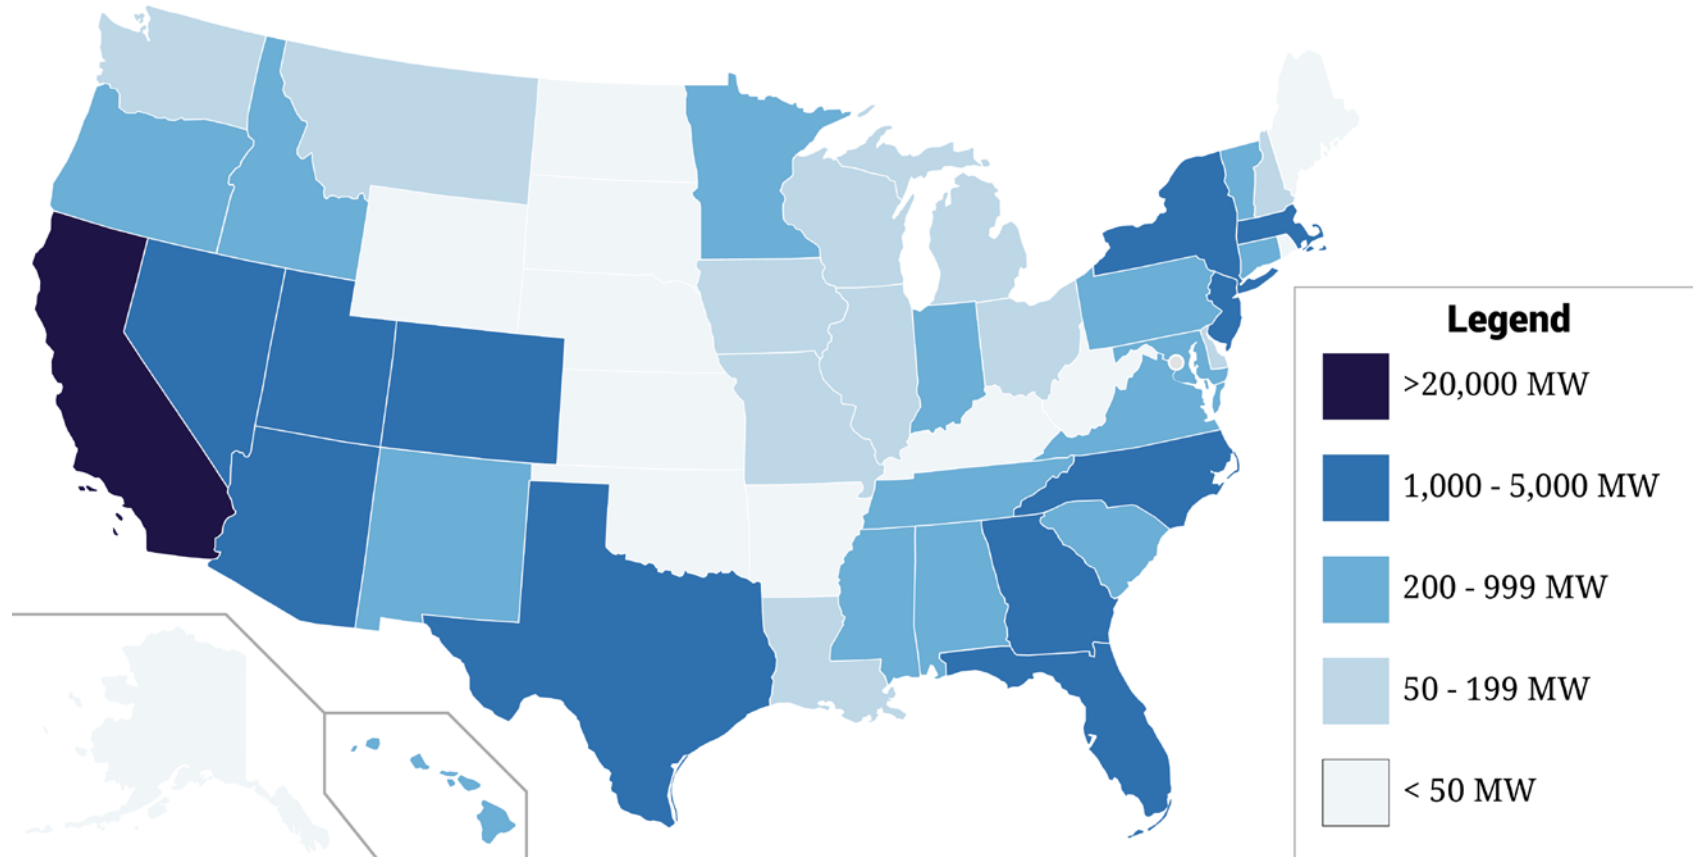 Legend
>20,000 MW
1,000 - 5,000 MW
200 - 999 MW
50 - 199 MW
< 50 MW